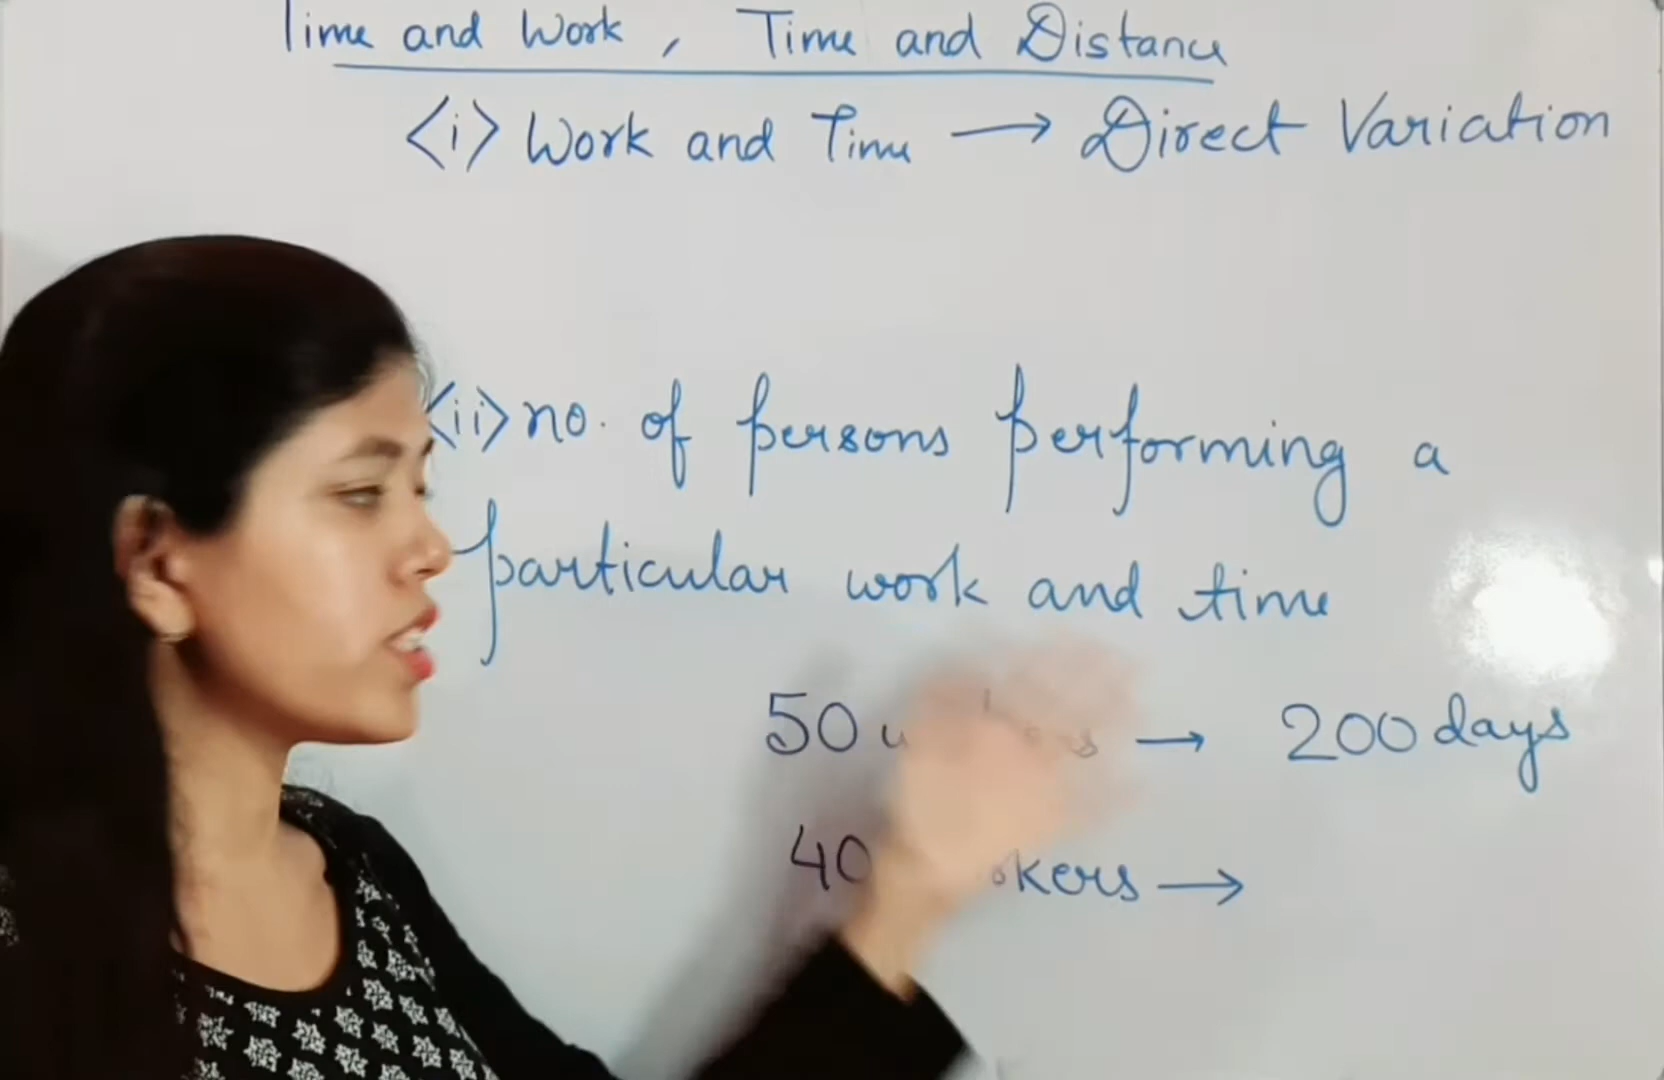 Time and Work, Time and Distance
<i> Work and Time → Direct Variation
<ii> no. of persons performing a
particular work and time
50 → 200 days
40 →